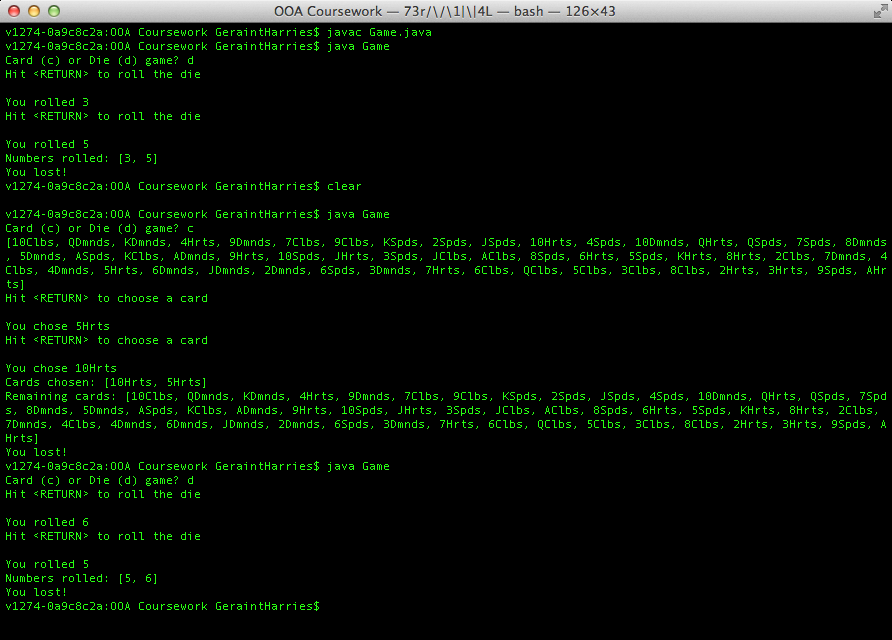 OOA Coursework — 73r/\/\1|\|4L — bash — 126×43
v1274-0a9c8c2a:OOA Coursework GeraintHarries$ javac Game.java
v1274-0a9c8c2a:OOA Coursework GeraintHarries$ java Game
Card (c) or Die (d) game? d
Hit <RETURN> to roll the die
You rolled 3
Hit <RETURN> to roll the die
You rolled 5
Numbers rolled: [3, 5]
You lost!
v1274-0a9c8c2a:OOA Coursework GeraintHarries$ clear
v1274-0a9c8c2a:OOA Coursework GeraintHarries$ java Game
Card (c) or Die (d) game? c
[10Clbs, QDmnds, KDmnds, 4Hrts, 9Dmnds, 7Clbs, 9Clbs, KSpds, 2Spds, JSpds, 10Hrts, 4Spds, 10Dmnds, QHrts, QSpds, 7Spds, 8Dmnds
, 5Dmnds, ASpds, KClbs, ADmnds, 9Hrts, 10Spds, JHrts, 3Spds, JClbs, AClbs, 8Spds, 6Hrts, 5Spds, KHrts, 8Hrts, 2Clbs, 7Dmnds, 4
Clbs, 4Dmnds, 5Hrts, 6Dmnds, JDmnds, 2Dmnds, 6Spds, 3Dmnds, 7Hrts, 6Clbs, QClbs, 5Clbs, 3Clbs, 8Clbs, 2Hrts, 3Hrts, 9Spds, AHr
ts]
Hit <RETURN> to choose a card
You chose 5Hrts
Hit <RETURN> to choose a card
You chose 10Hrts
Cards chosen: [10Hrts, 5Hrts]
Remaining cards: [10Clbs, QDmnds, KDmnds, 4Hrts, 9Dmnds, 7Clbs, 9Clbs, KSpds, 2Spds, JSpds, 4Spds, 10Dmnds, QHrts, QSpds, 7Spd
s, 8Dmnds, 5Dmnds, ASpds, KClbs, ADmnds, 9Hrts, 10Spds, JHrts, 3Spds, JClbs, AClbs, 8Spds, 6Hrts, 5Spds, KHrts, 8Hrts, 2Clbs, 
7Dmnds, 4Clbs, 4Dmnds, 6Dmnds, JDmnds, 2Dmnds, 6Spds, 3Dmnds, 7Hrts, 6Clbs, QClbs, 5Clbs, 3Clbs, 8Clbs, 2Hrts, 3Hrts, 9Spds, A
Hrts]
You lost!
v1274-0a9c8c2a:OOA Coursework GeraintHarries$ java Game
Card (c) or Die (d) game? d
Hit <RETURN> to roll the die
You rolled 6
Hit <RETURN> to roll the die
You rolled 5
Numbers rolled: [5, 6]
You lost!
v1274-0a9c8c2a:OOA Coursework GeraintHarries$